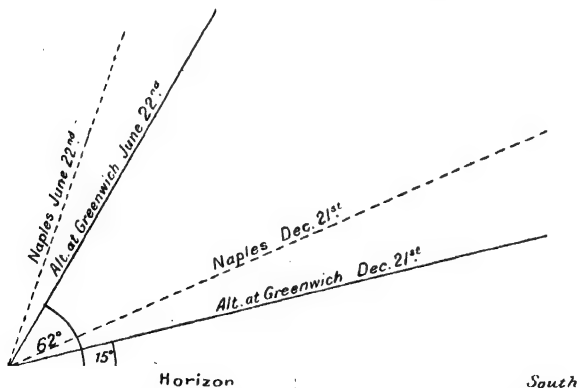 Naples June 22nd
Alt. at Greenwich June 22nd
Naples Dec. 21st
Alt. at Greenwich Dec. 21st
62°
15°
Horizon
South